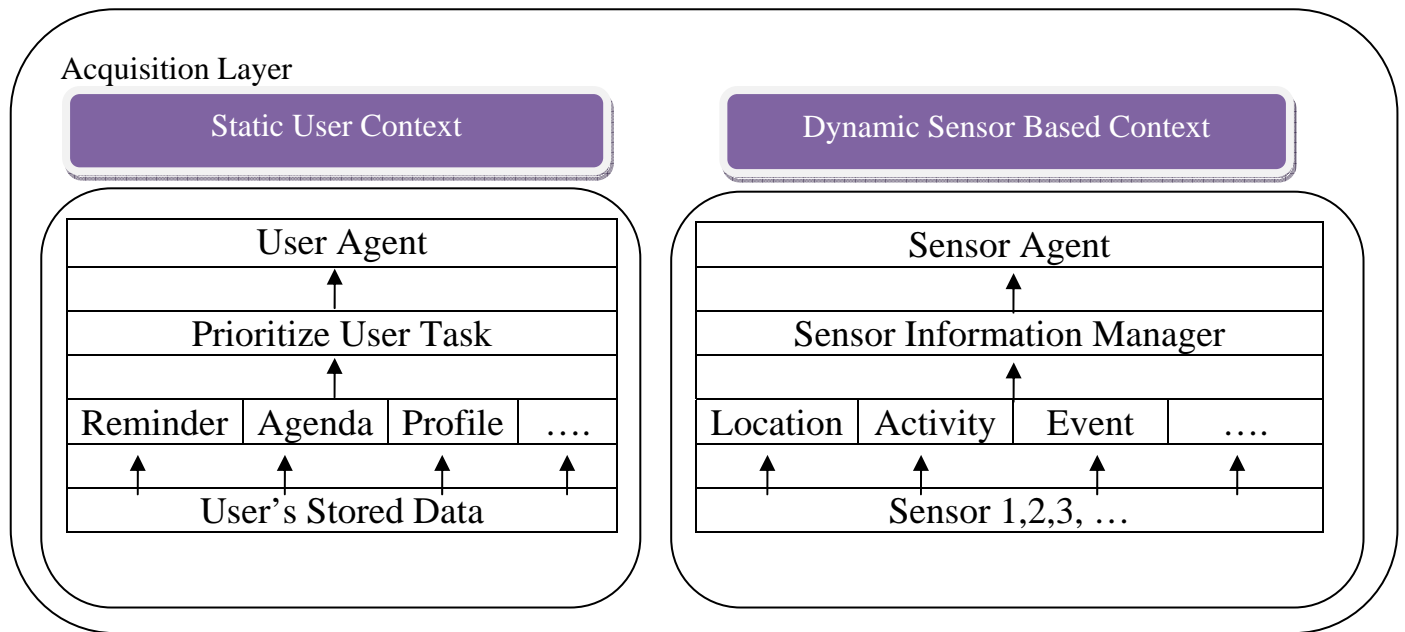 Acquisition Layer
Static User Context
User Agent
Prioritize User Task
Reminder Agenda Profile ….
User’s Stored Data
Dynamic Sensor Based Context
Sensor Agent
Sensor Information Manager
Location Activity Event ….
Sensor 1,2,3, …